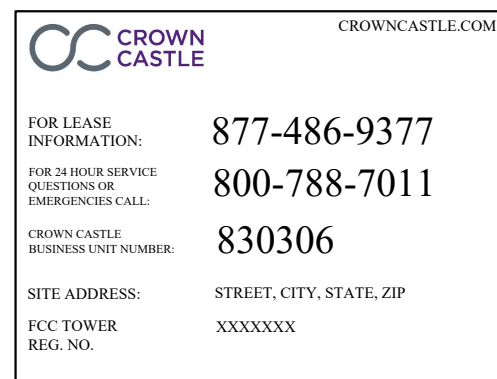 CROWNCASTLE.COM
CROWN
CASTLE
FOR LEASE
INFORMATION:
877-486-9377
FOR 24 HOUR SERVICE
QUESTIONS OR
EMERGENCIES CALL:
800-788-7011
CROWN CASTLE
BUSINESS UNIT NUMBER:
830306
SITE ADDRESS:
STREET, CITY, STATE, ZIP
FCC TOWER
REG. NO.
XXXXXXX